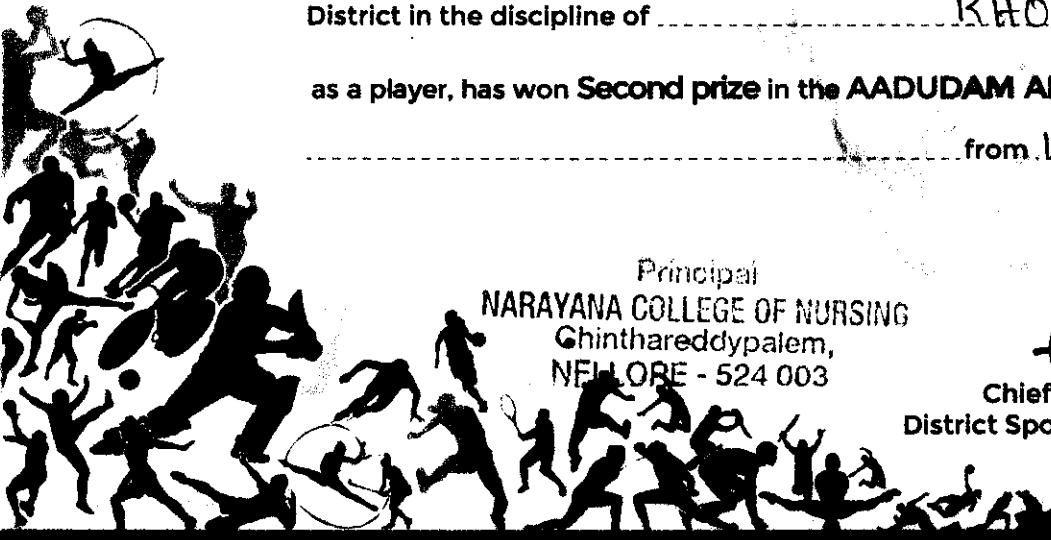 District in the discipline of KHO
as a player, has won Second prize in the AADUDAM A
from
Principal
NARAYANA COLLEGE OF NURSING
Chinthareddypalem,
NELLORE - 524 003
Chief
District Spo